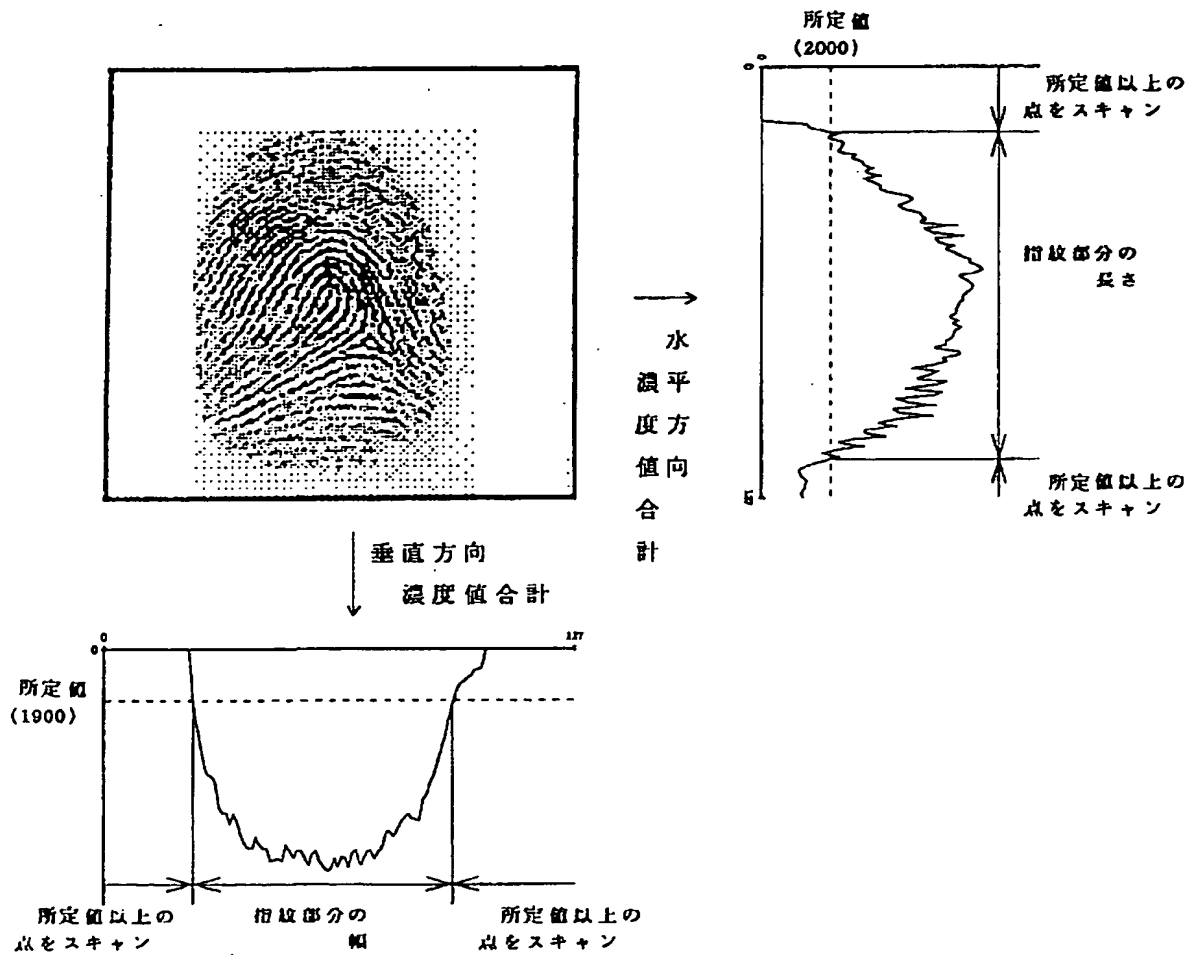 所定値
(2000)
0
0
所定値以上の
点をスキャン
指紋部分の
長さ
所定値以上の
点をスキャン
水平方向
濃度値合計
垂直方向
濃度値合計
0
127
0
所定値
(1900)
所定値以上の
点をスキャン
指紋部分の
幅
所定値以上の
点をスキャン